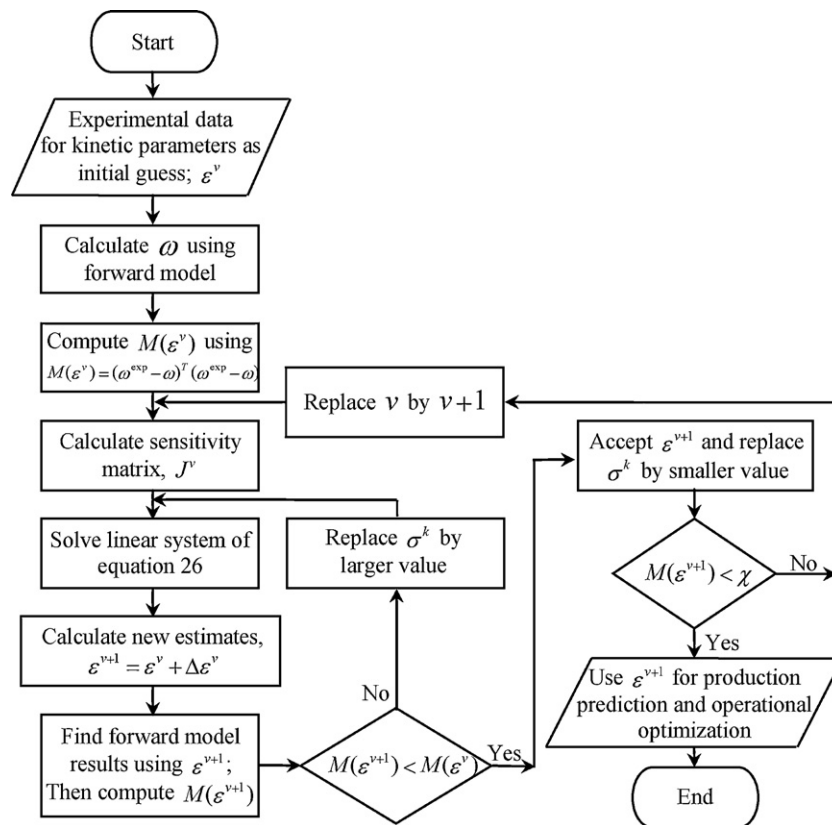 Start
Experimental data
for kinetic parameters as
initial guess; ε^v
Calculate ω using
forward model
Compute M(ε^v) using
M(ε^v)=(ω^exp−ω)^T(ω^exp−ω)
Replace v by v+1
Calculate sensitivity
matrix, J^v
Accept ε^v+1 and replace
σ^k by smaller value
Solve linear system of
equation 26
Replace σ^k by
larger value
M(ε^v+1)<χ
No
Yes
Calculate new estimates,
ε^v+1 = ε^v + Δε^v
No
Use ε^v+1 for production
prediction and operational
optimization
Find forward model
results using ε^v+1;
Then compute M(ε^v+1)
M(ε^v+1)<M(ε^v)
Yes
End